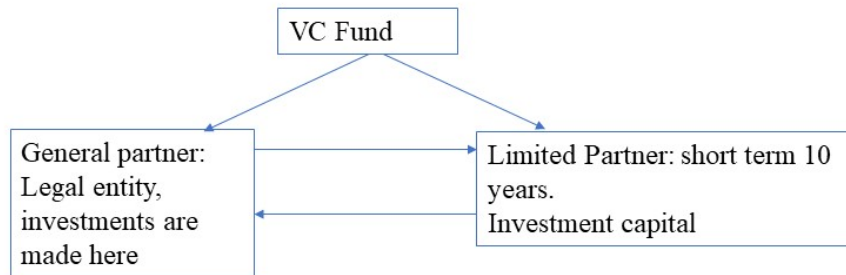 VC Fund
General partner:
Legal entity,
investments are
made here
Limited Partner: short term 10
years.
Investment capital